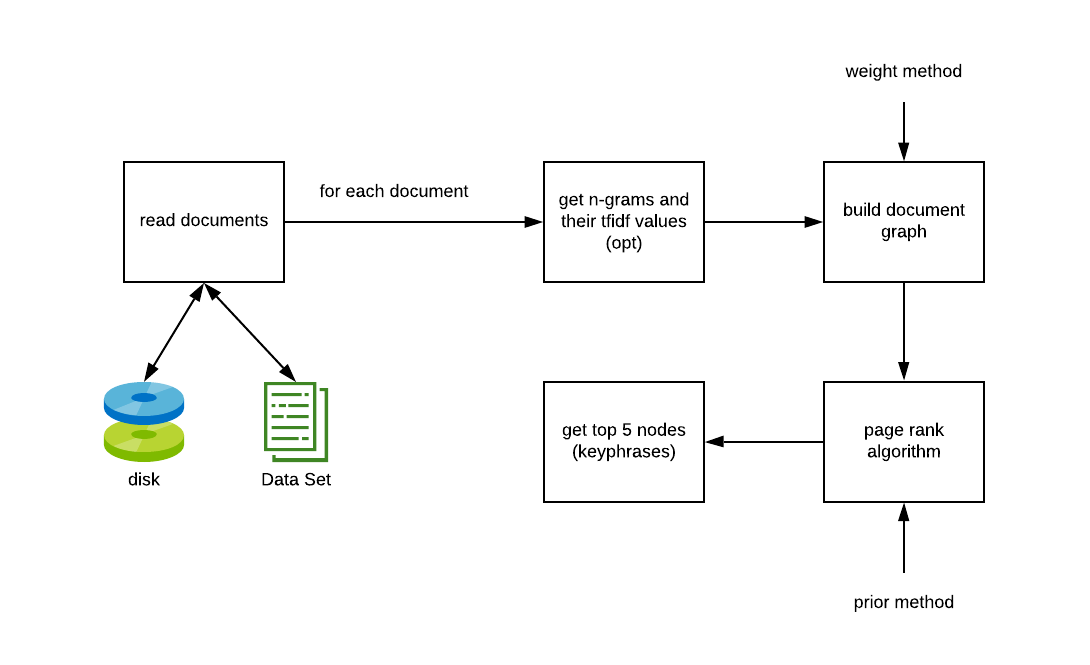 weight method
for each document
read documents
get n-grams and
their tfidf values
(opt)
build document
graph
get top 5 nodes
(keyphrases)
page rank
algorithm
disk
Data Set
prior method